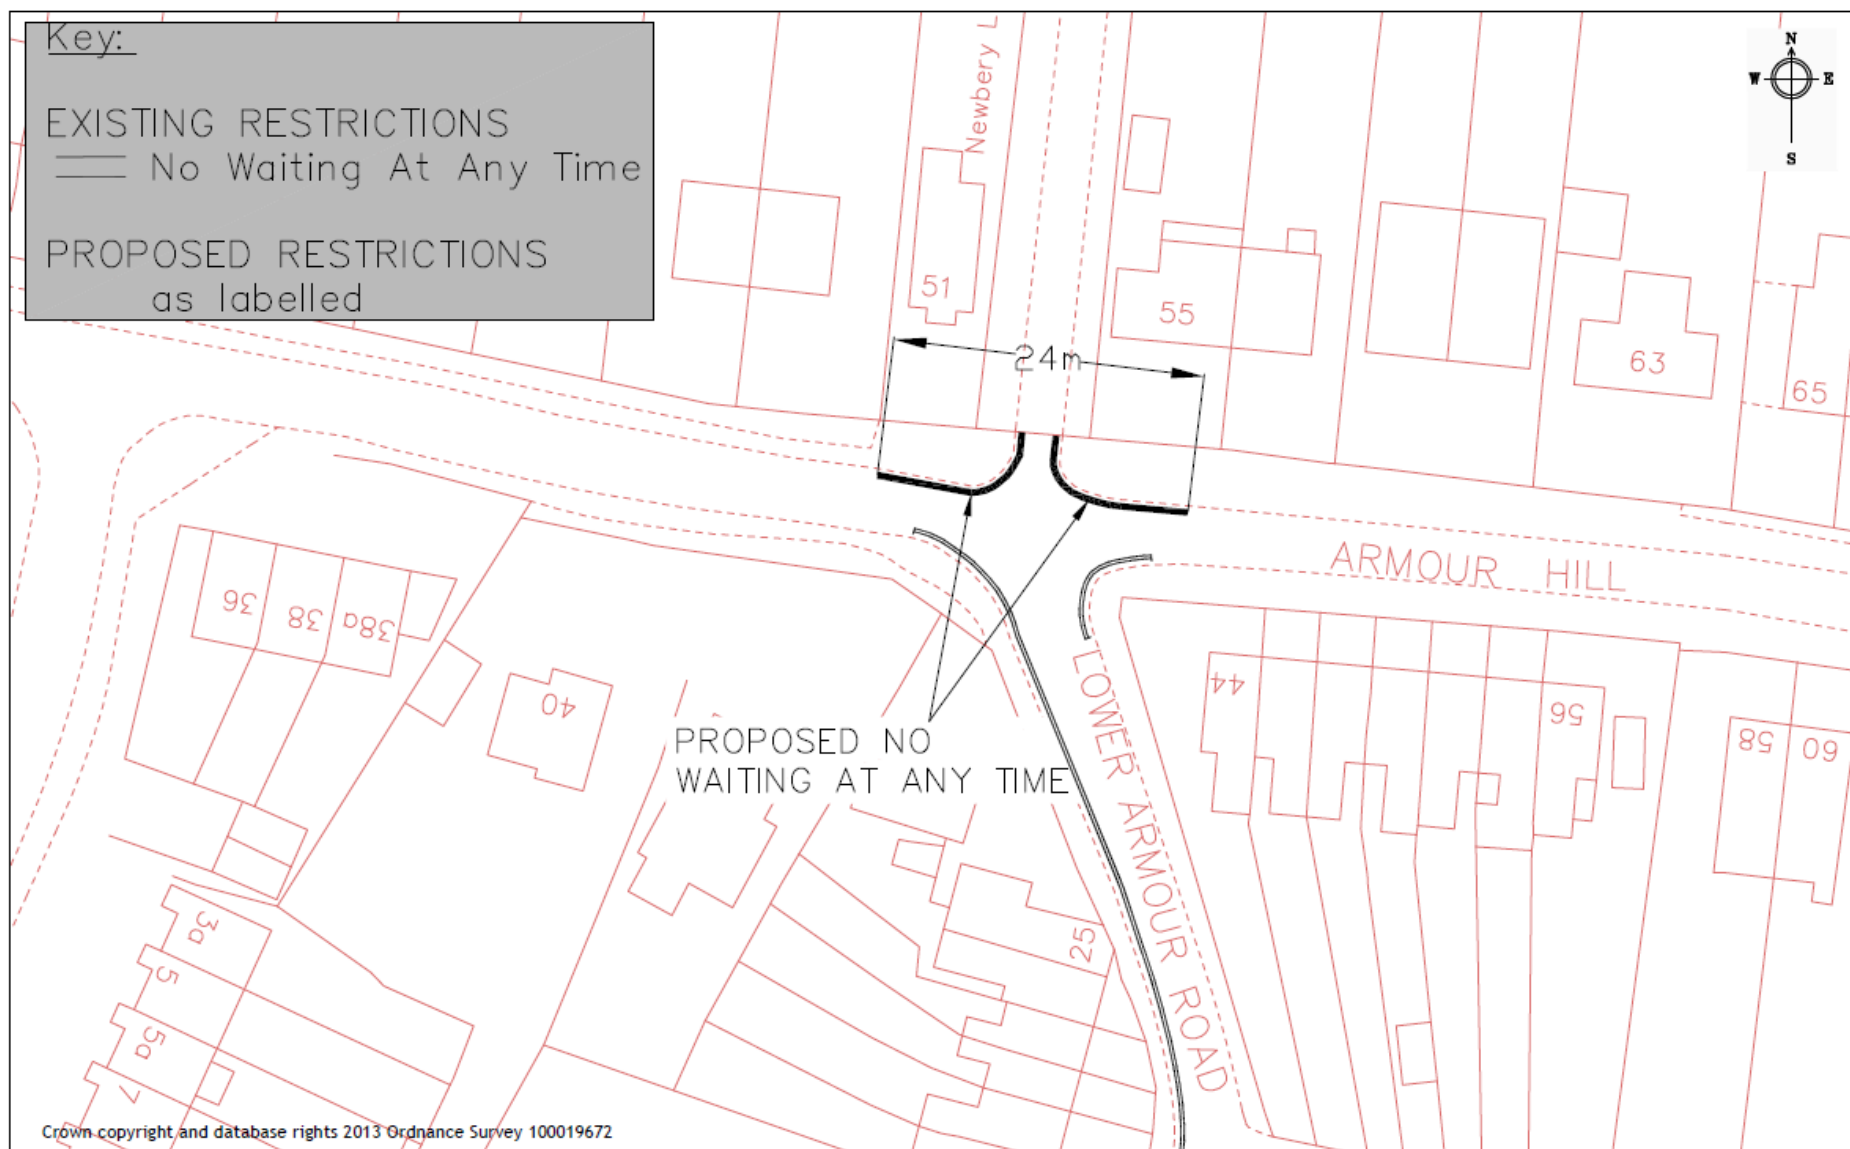 Key:
EXISTING RESTRICTIONS
No Waiting At Any Time
PROPOSED RESTRICTIONS
as labelled
N
W E
S
Newbery L
51
55
63
65
24m
ARMOUR HILL
36
38
38a
40
44
56
58
60
PROPOSED NO
WAITING AT ANY TIME
LOWER ARMOUR ROAD
25
3a
5
5a
7
Crown copyright and database rights 2013 Ordnance Survey 100019672